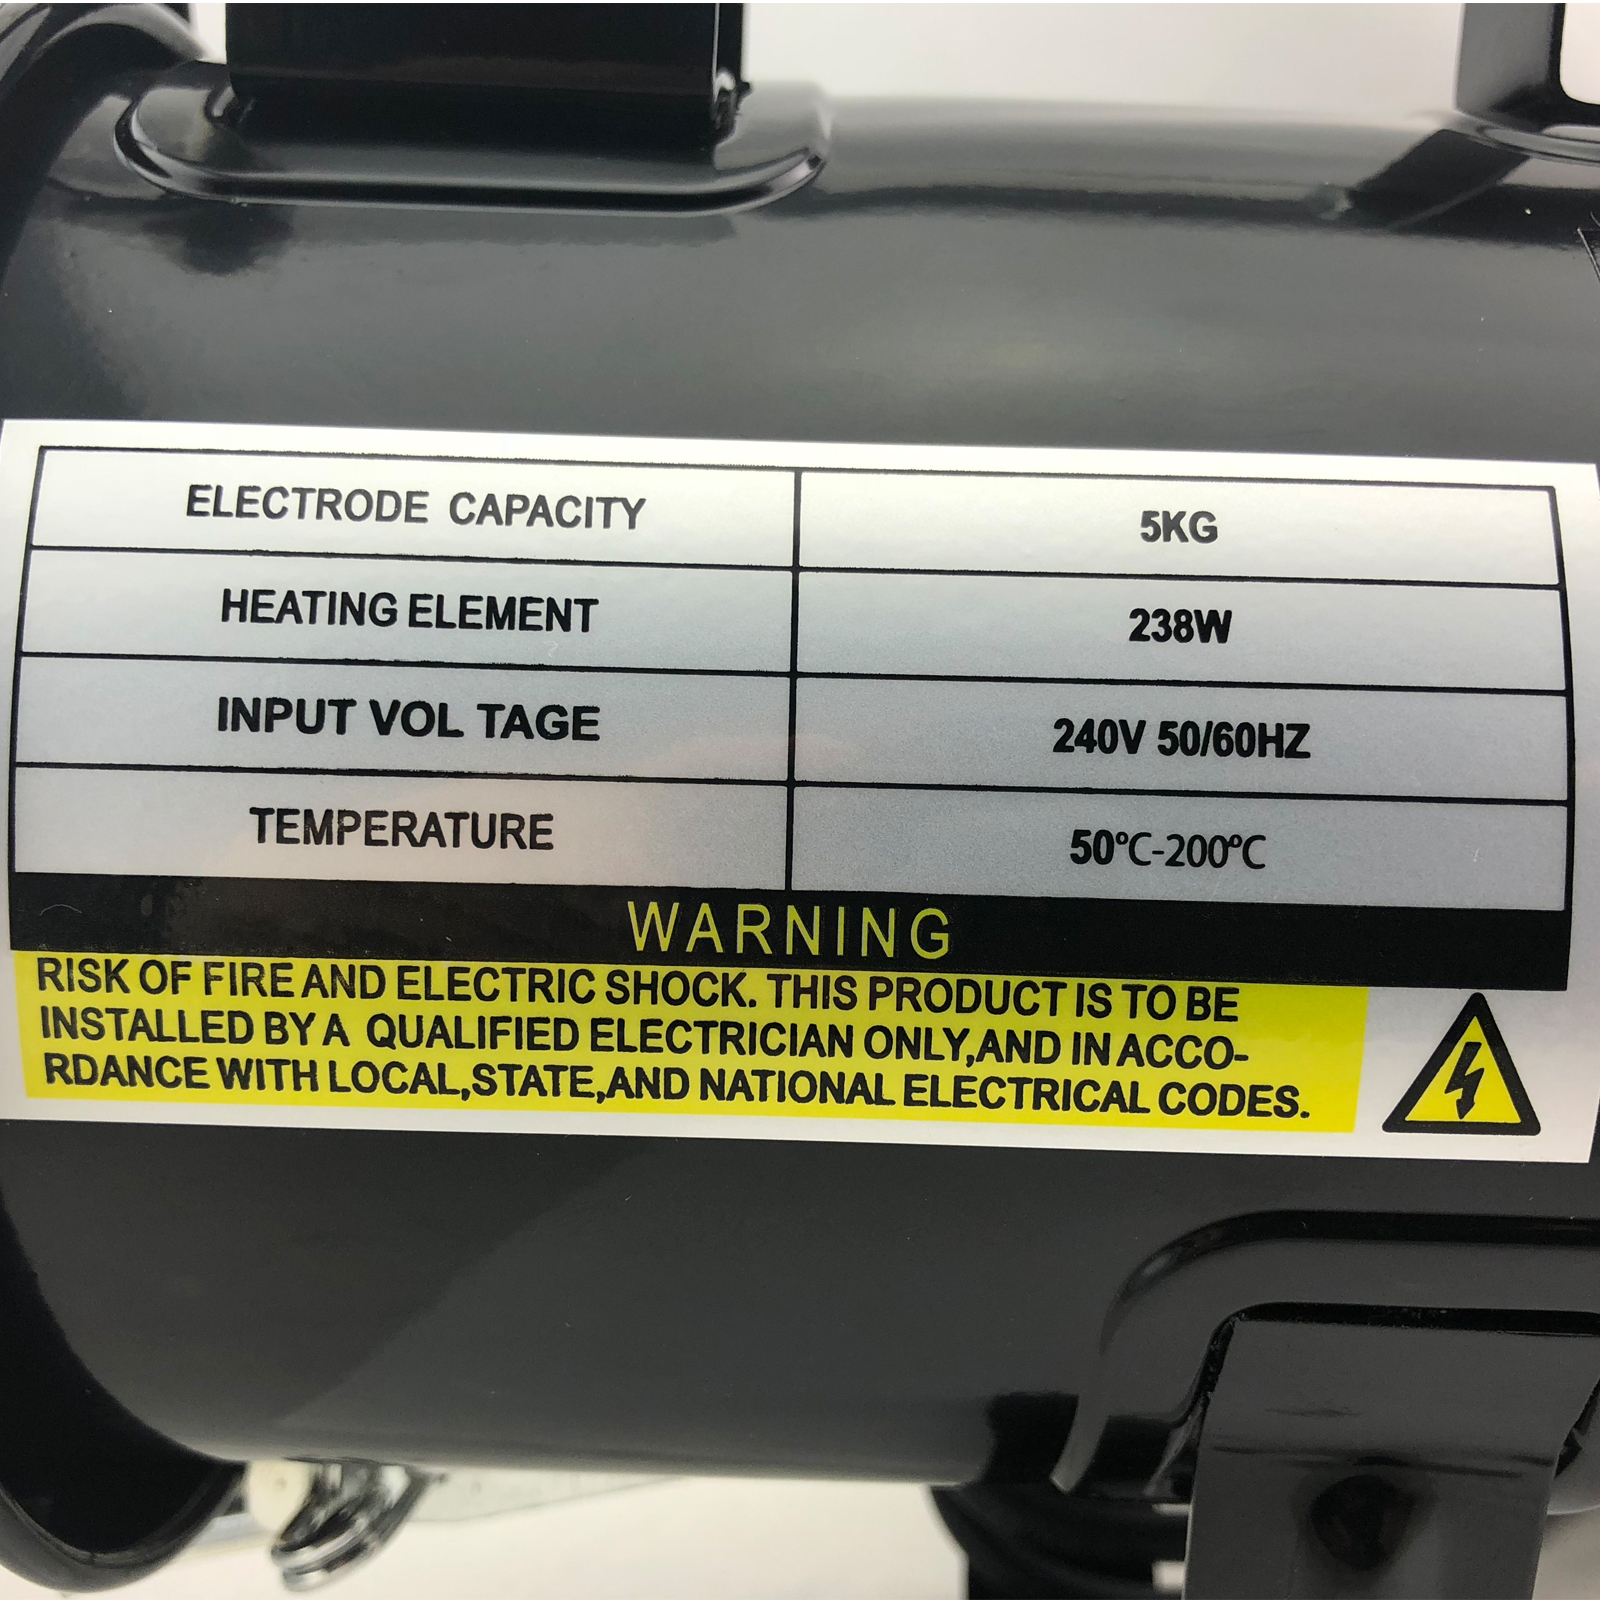 ELECTRODE CAPACITY 5KG
HEATING ELEMENT 238W
INPUT VOL TAGE 240V 50/60HZ
TEMPERATURE 50°C-200°C
WARNING
RISK OF FIRE AND ELECTRIC SHOCK. THIS PRODUCT IS TO BE
INSTALLED BY A QUALIFIED ELECTRICIAN ONLY,AND IN ACCO-
RDANCE WITH LOCAL,STATE,AND NATIONAL ELECTRICAL CODES.